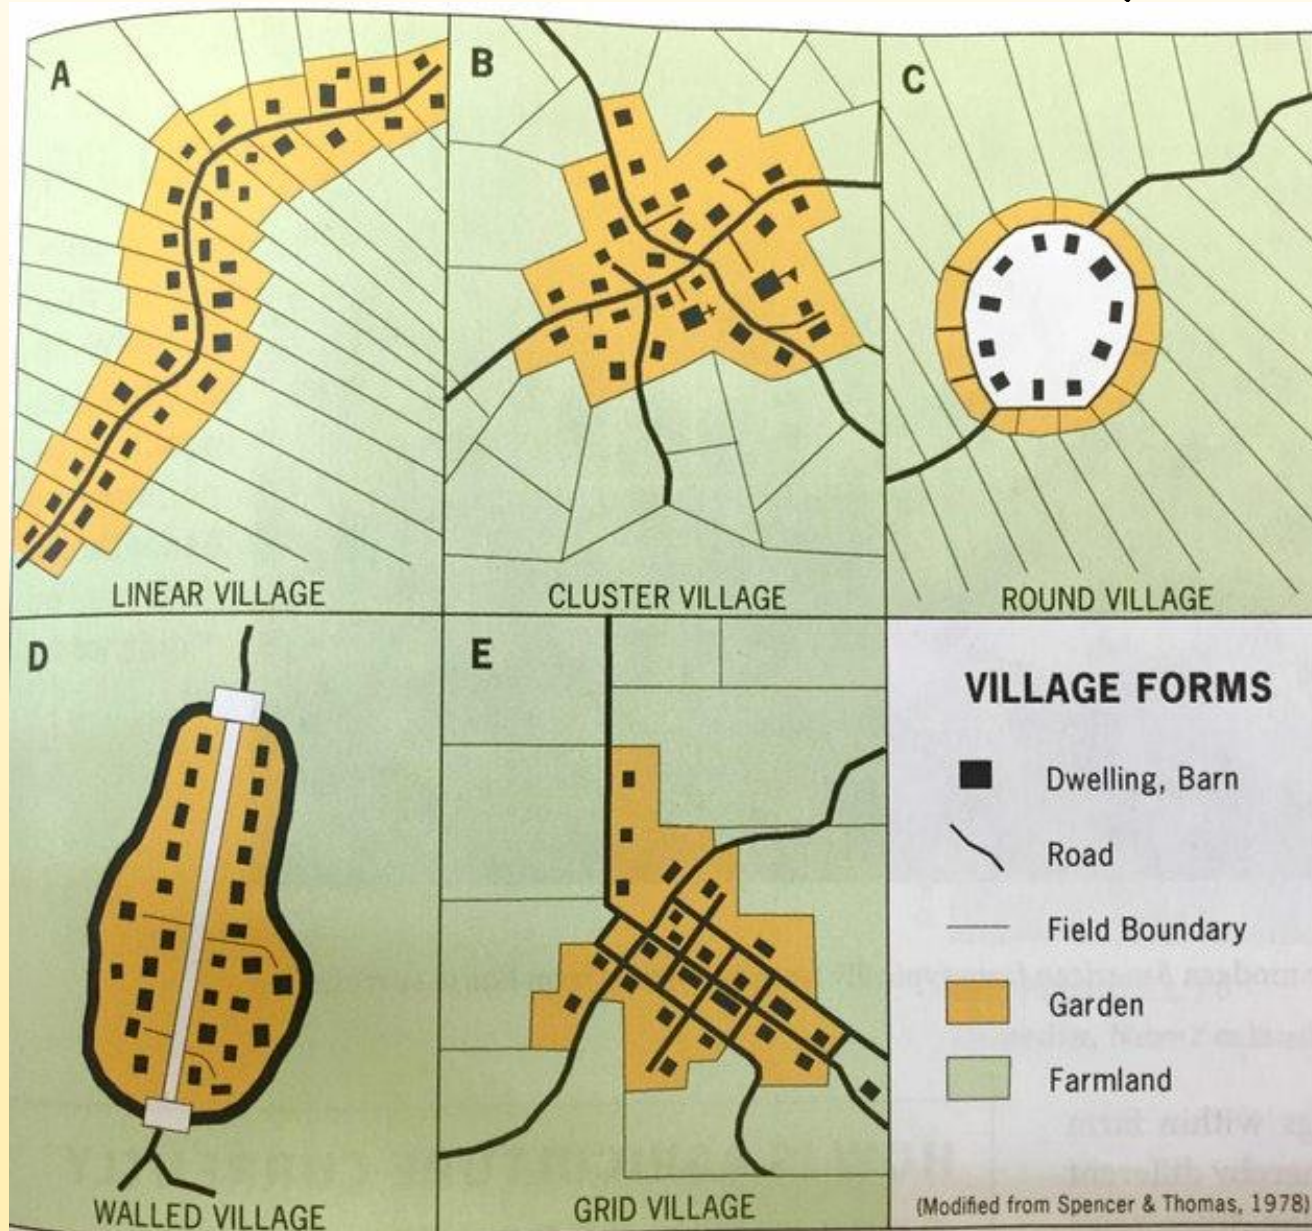 A
LINEAR VILLAGE
B
CLUSTER VILLAGE
C
ROUND VILLAGE
D
WALLED VILLAGE
E
GRID VILLAGE
VILLAGE FORMS
Dwelling, Barn
Road
Field Boundary
Garden
Farmland
(Modified from Spencer & Thomas, 1978)